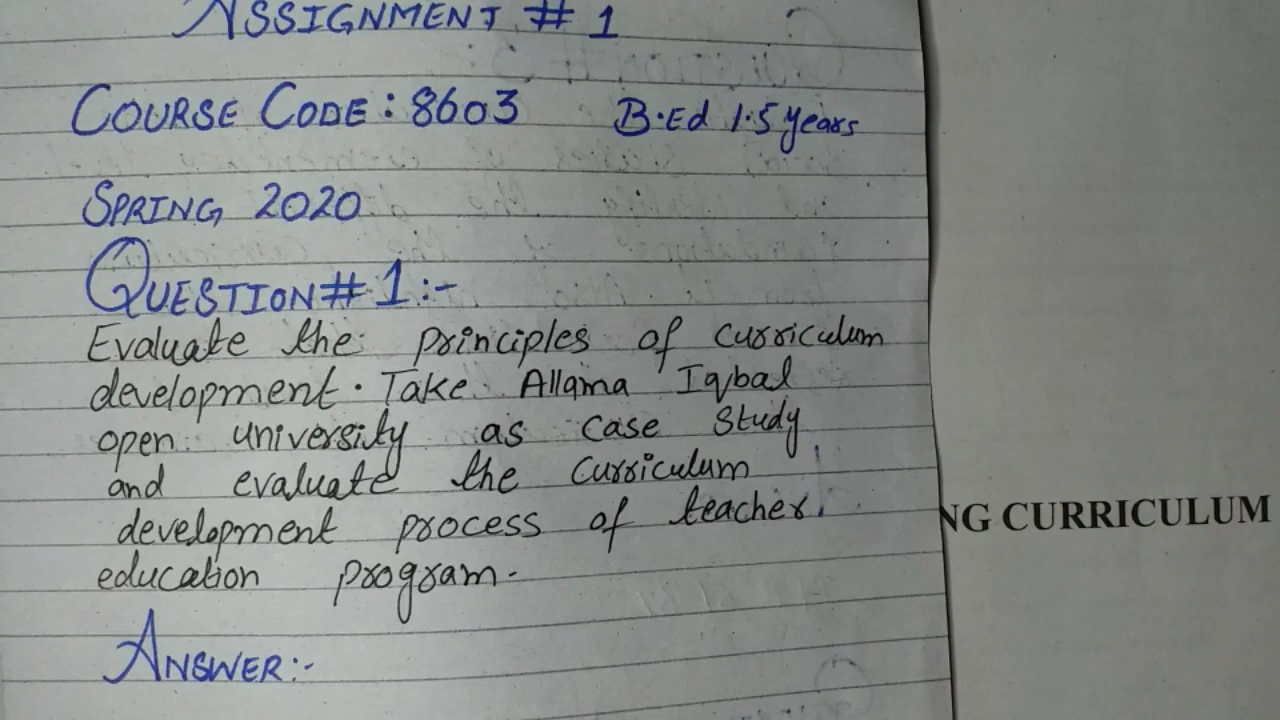 ASSIGNMENT # 1
COURSE CODE : 8603 B.Ed 1.5 years
SPRING 2020
QUESTION # 1 :-
Evaluate the principles of curriculum
development. Take Allama Iqbal
open university as case study
and evaluate the curriculum
development process of teacher
education program.
NG CURRICULUM
ANSWER:-